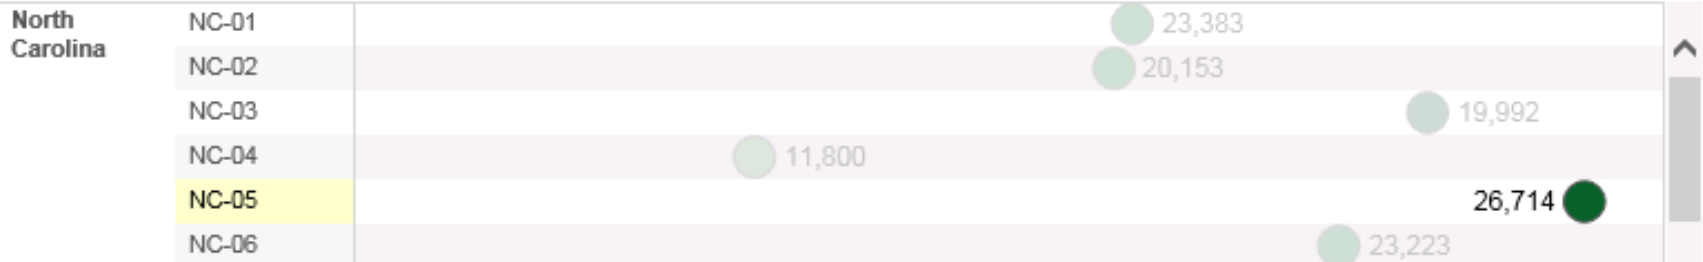 North
Carolina
NC-01 23,383
NC-02 20,153
NC-03 19,992
NC-04 11,800
NC-05 26,714
NC-06 23,223